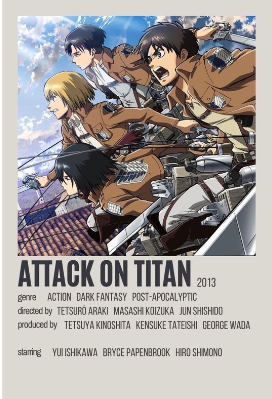 ATTACK ON TITAN 2013
genre ACTION DARK FANTASY POST-APOCALYPTIC
directed by TETSURŌ ARAKI MASASHI KOIZUKA JUN SHISHIDO
produced by TETSUYA KINOSHITA KENSUKE TATEISHI GEORGE WADA
starring YUI ISHIKAWA BRYCE PAPENBROOK HIRO SHIMONO